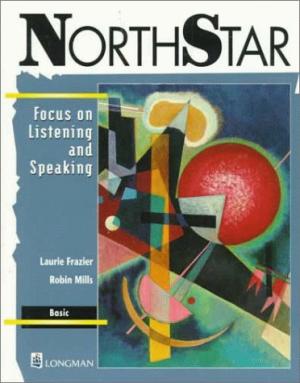 NORTHSTAR
Focus on
Listening
and
Speaking
Laurie Frazier
Robin Mills
Basic
LONGMAN